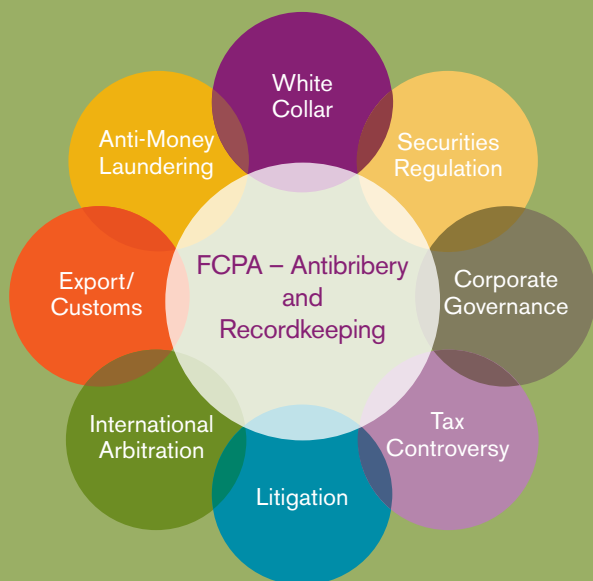 White
Collar
Securities
Regulation
Corporate
Governance
Tax
Controversy
Litigation
International
Arbitration
Export/
Customs
Anti-Money
Laundering
FCPA – Antibribery
and
Recordkeeping